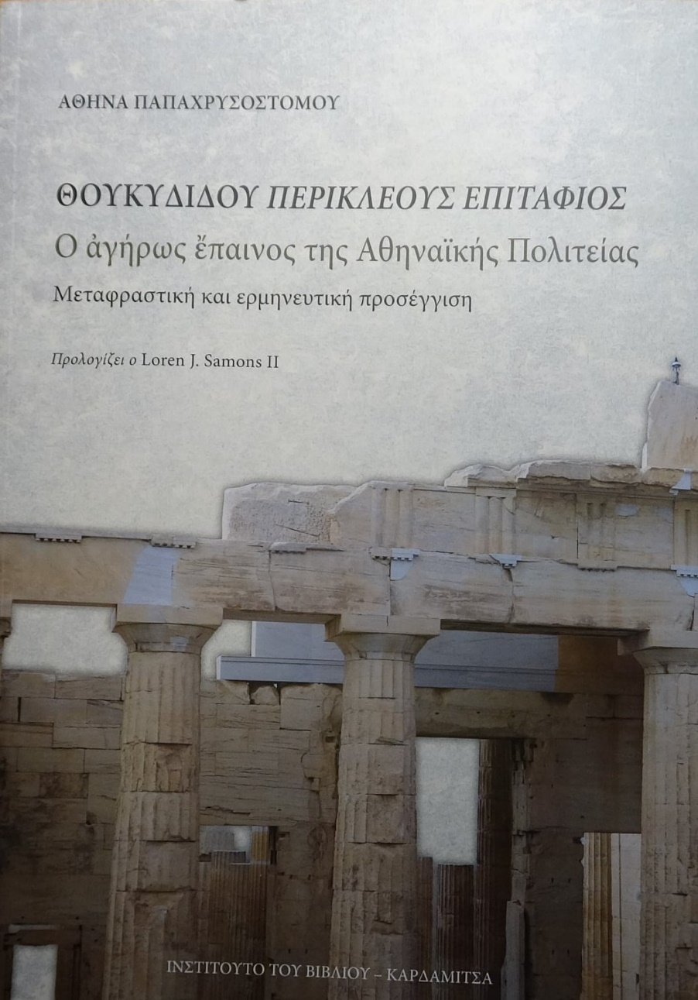 ΑΘΗΝΑ ΠΑΠΑΧΡΥΣΟΣΤΟΜΟΥ
ΘΟΥΚΥΔΙΔΟΥ ΠΕΡΙΚΛΕΟΥΣ ΕΠΙΤΑΦΙΟΣ
Ο ἀγήρως ἔπαινος της Αθηναϊκής Πολιτείας
Μεταφραστική και ερμηνευτική προσέγγιση
Προλογίζει ο Loren J. Samons II
ΙΝΣΤΙΤΟΥΤΟ ΤΟΥ ΒΙΒΛΙΟΥ – ΚΑΡΔΑΜΙΤΣΑ